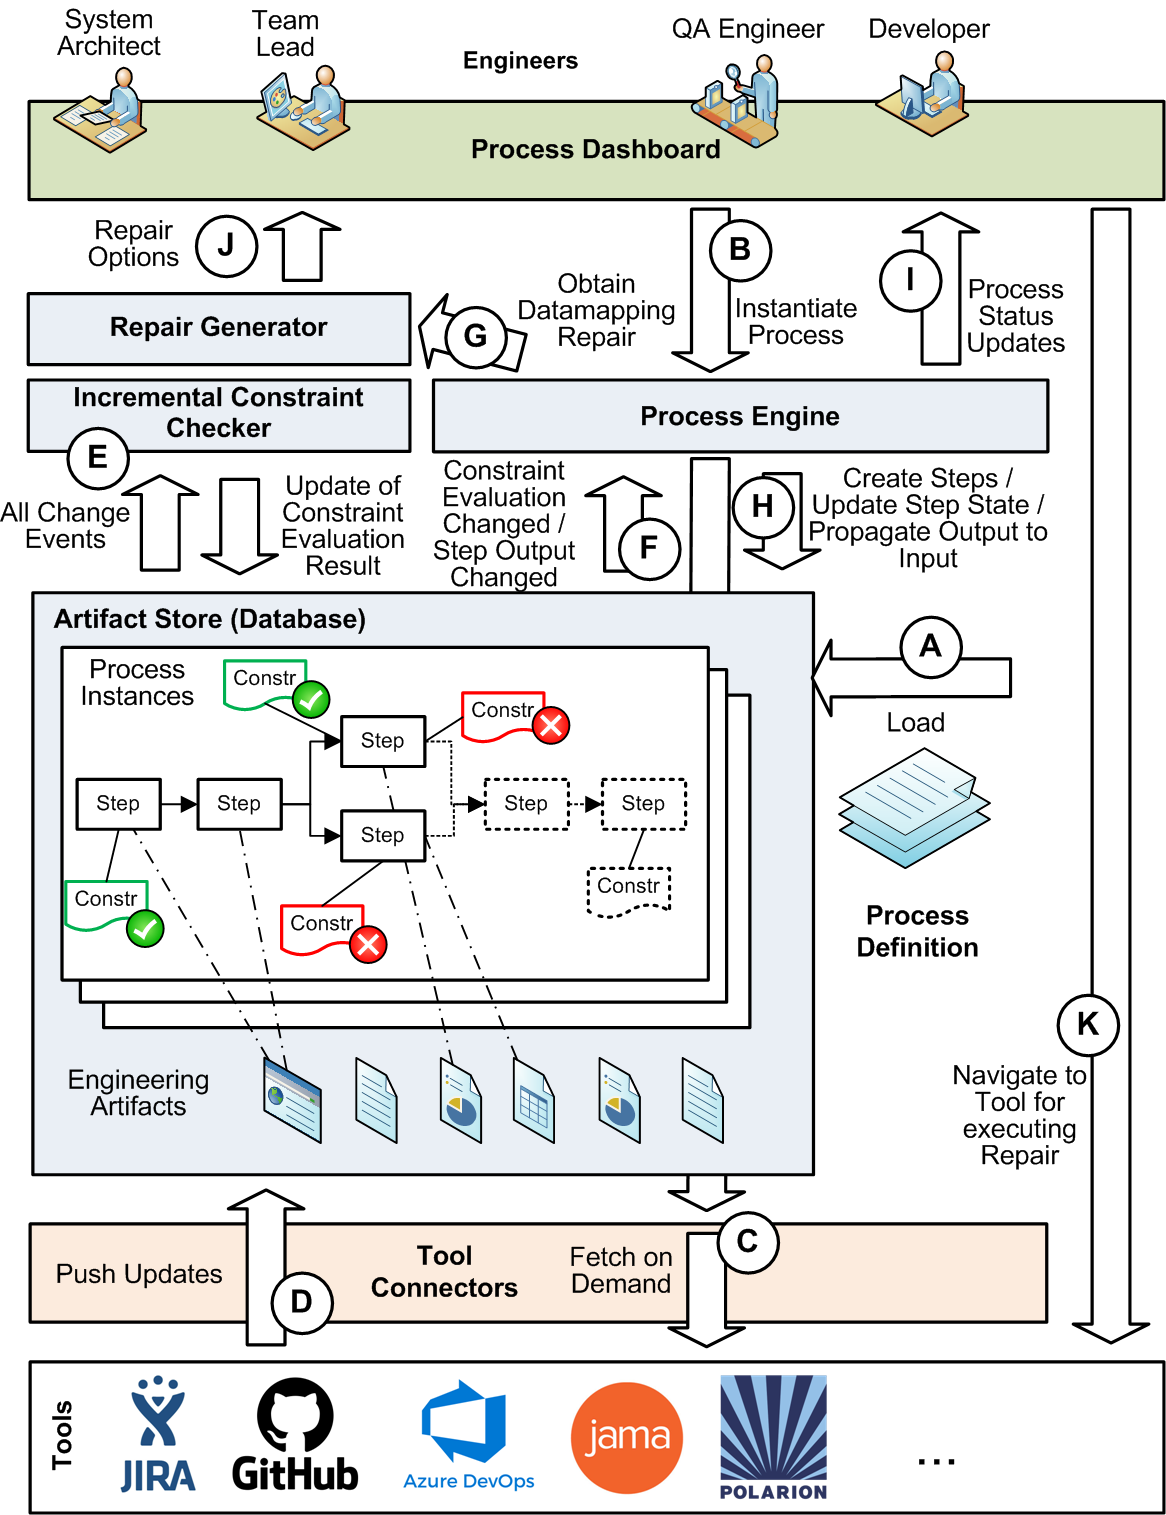 System
Architect
Team
Lead
Engineers
QA Engineer
Developer
Process Dashboard
Repair
Options
J
B
I
Obtain
Datamapping
Repair
Instantiate
Process
Process
Status
Updates
G
Repair Generator
Incremental Constraint
Checker
Process Engine
E
All Change
Events
Update of
Constraint
Evaluation
Result
Constraint
Evaluation
Changed /
Step Output
Changed
F
H
Create Steps /
Update Step State /
Propagate Output to
Input
Artifact Store (Database)
Process
Instances
Constr
Constr
Step
Step
Step
Step
Step
Step
Constr
Constr
Constr
A
Load
Process
Definition
Engineering
Artifacts
K
Navigate to
Tool for
executing
Repair
Push Updates
D
Tool
Connectors
Fetch on
Demand
C
Tools
JIRA
GitHub
Azure DevOps
jama
POLARION
...